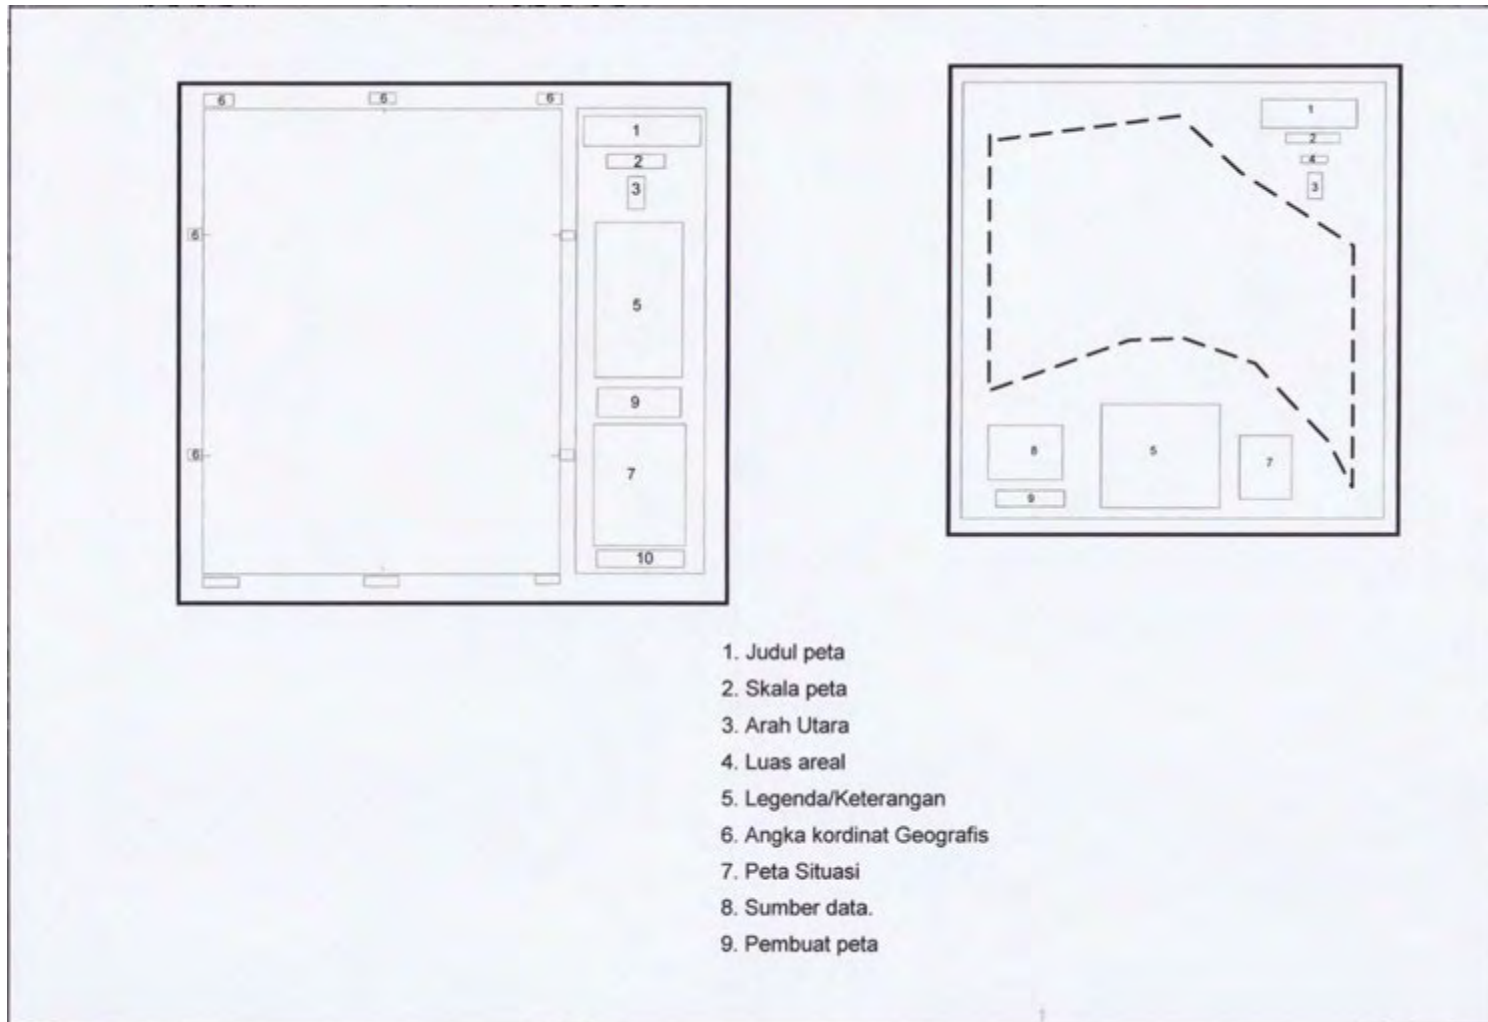 6 6 6
1
2
3
6
5
9
6
7
10
1
2
4
3
8 5 7
9
1. Judul peta
2. Skala peta
3. Arah Utara
4. Luas areal
5. Legenda/Keterangan
6. Angka kordinat Geografis
7. Peta Situasi
8. Sumber data.
9. Pembuat peta